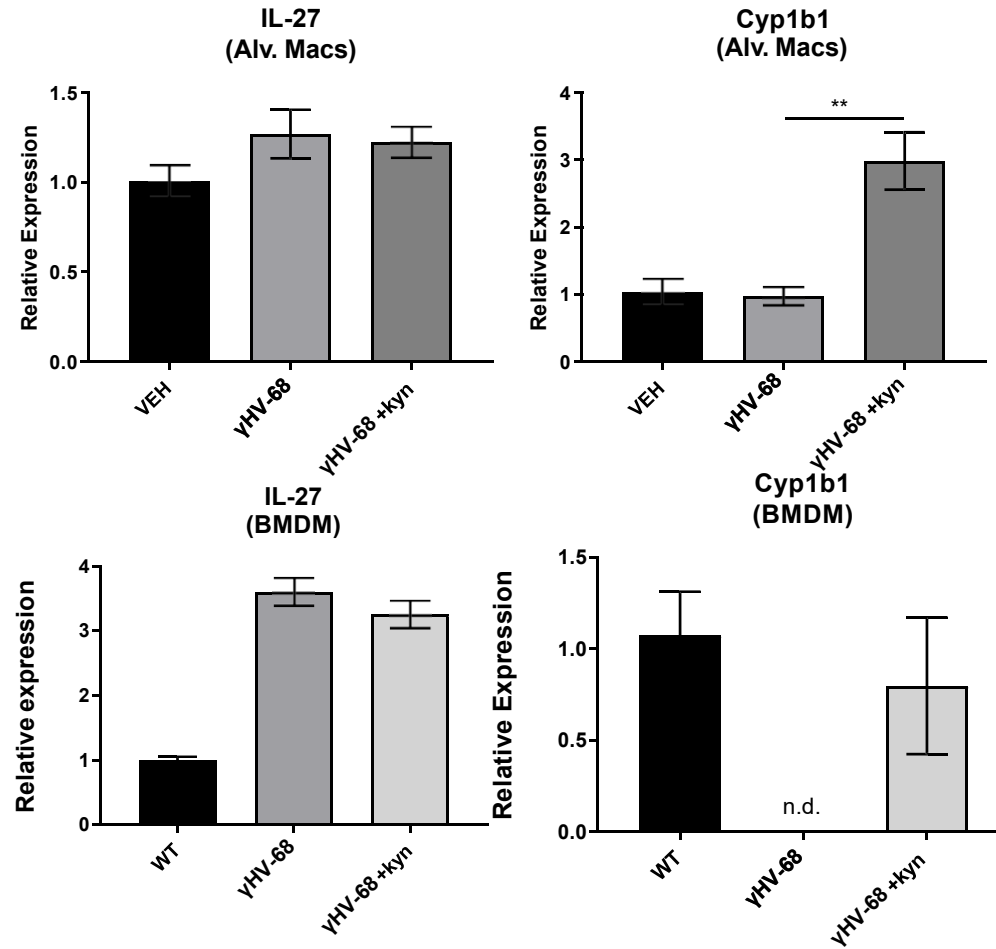 IL-27
(Alv. Macs)
Relative Expression
1.5
1.0
0.5
0.0
VEH
γHV-68
γHV-68 +kyn
Cyp1b1
(Alv. Macs)
Relative Expression
4
3
2
1
0
**
VEH
γHV-68
γHV-68 +kyn
IL-27
(BMDM)
Relative expression
4
3
2
1
0
WT
γHV-68
γHV-68 +kyn
Cyp1b1
(BMDM)
Relative Expression
1.5
1.0
0.5
0.0
n.d.
WT
γHV-68
γHV-68 +kyn